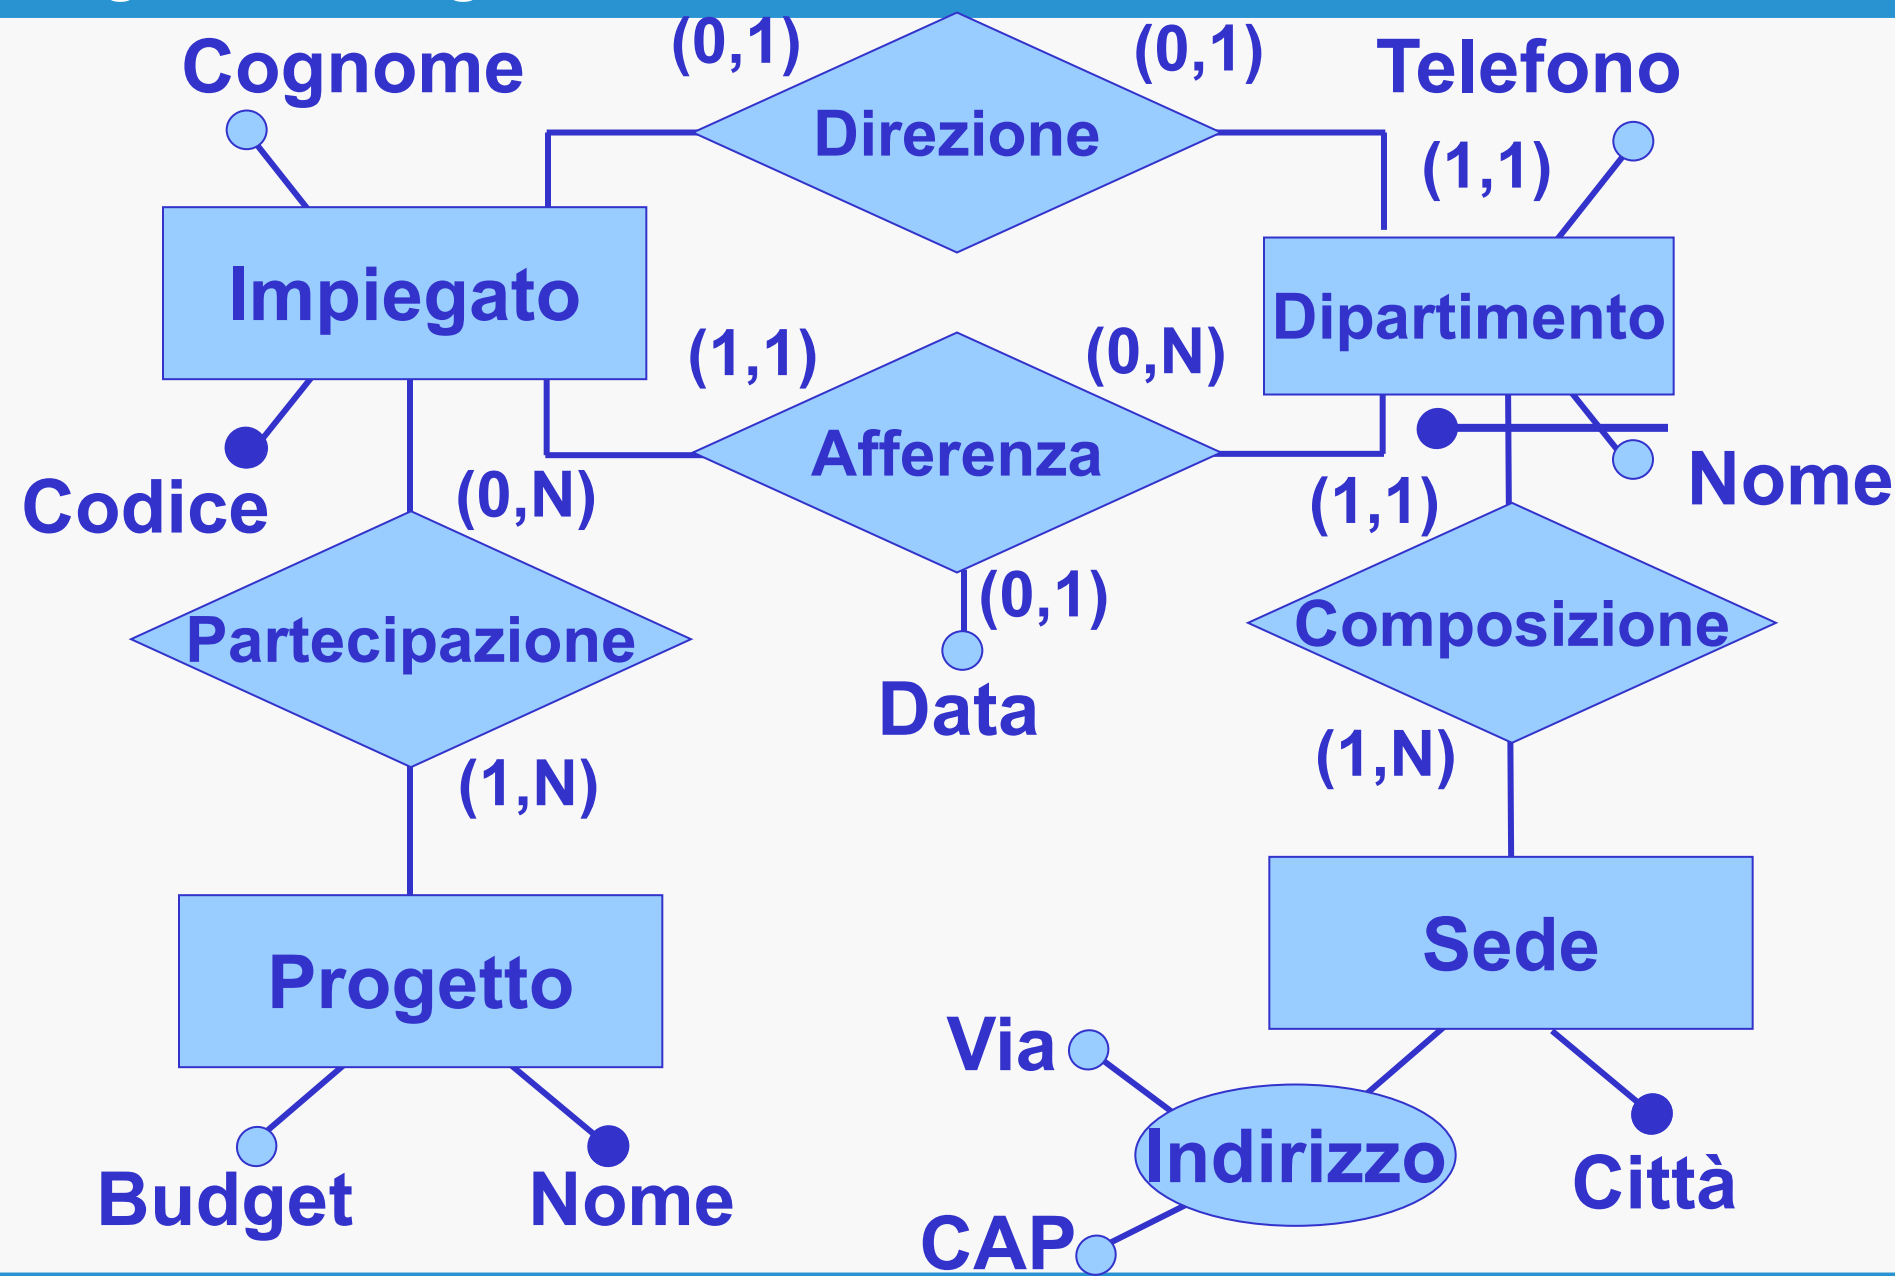 (0,1)
(0,1)
Cognome
Telefono
Direzione
(1,1)
Impiegato
Dipartimento
(1,1)
(0,N)
Afferenza
Codice
(0,N)
(1,1)
Nome
(0,1)
Partecipazione
Composizione
Data
(1,N)
(1,N)
Sede
Progetto
Via
Indirizzo
Città
Budget
Nome
CAP